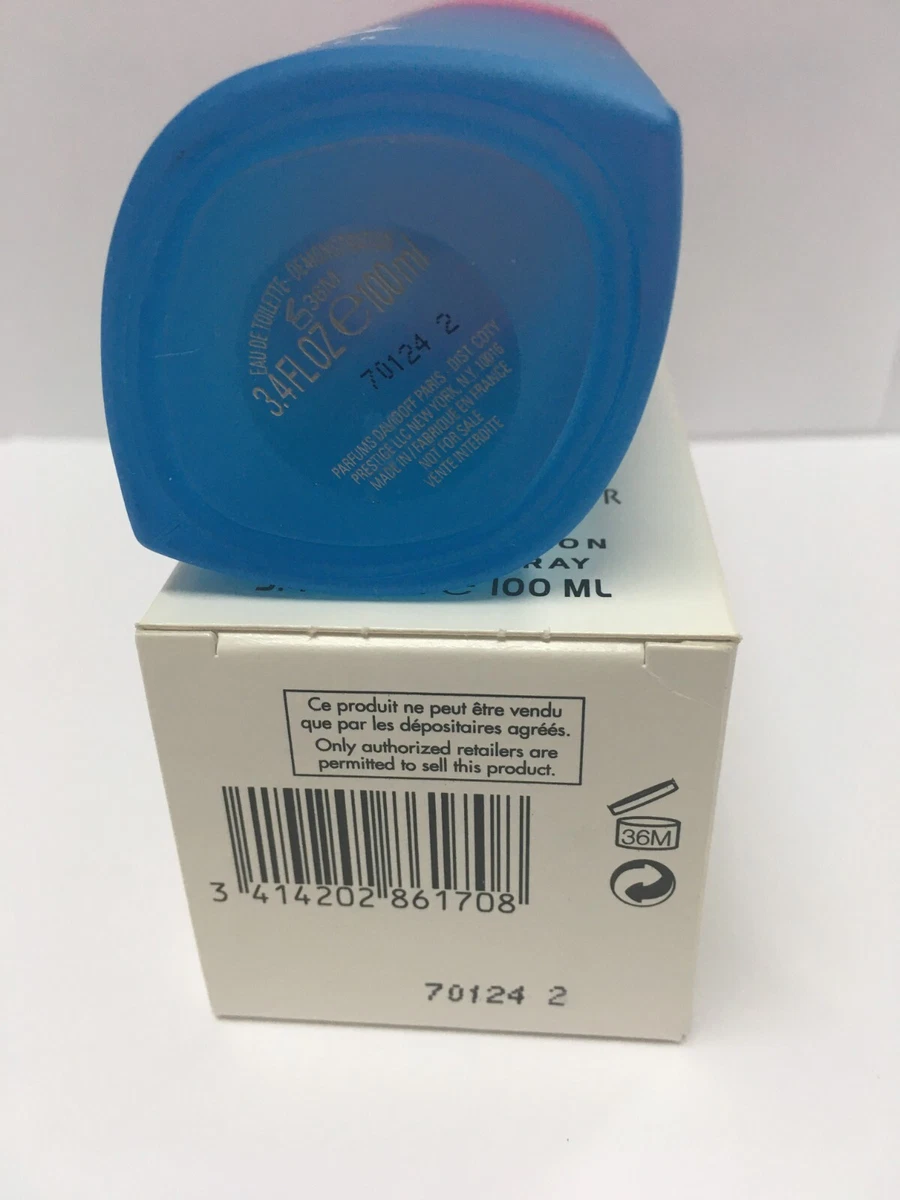 EAU DE TOILETTE-DEMONSTRATION
36M
3.4FL OZ e 100ml
70124 2
PARFUMS DAVIDOFF PARIS DIST. COTY
PRESTIGE LLC NEW YORK, N.Y. 10016
MADE IN/FABRIQUÉ EN FRANCE
NOT FOR SALE
VENTE INTERDITE
R
ON
RAY
100 ML
Ce produit ne peut être vendu
que par les dépositaires agréés.
Only authorized retailers are
permitted to sell this product.
36M
3 414202 861708
70124 2